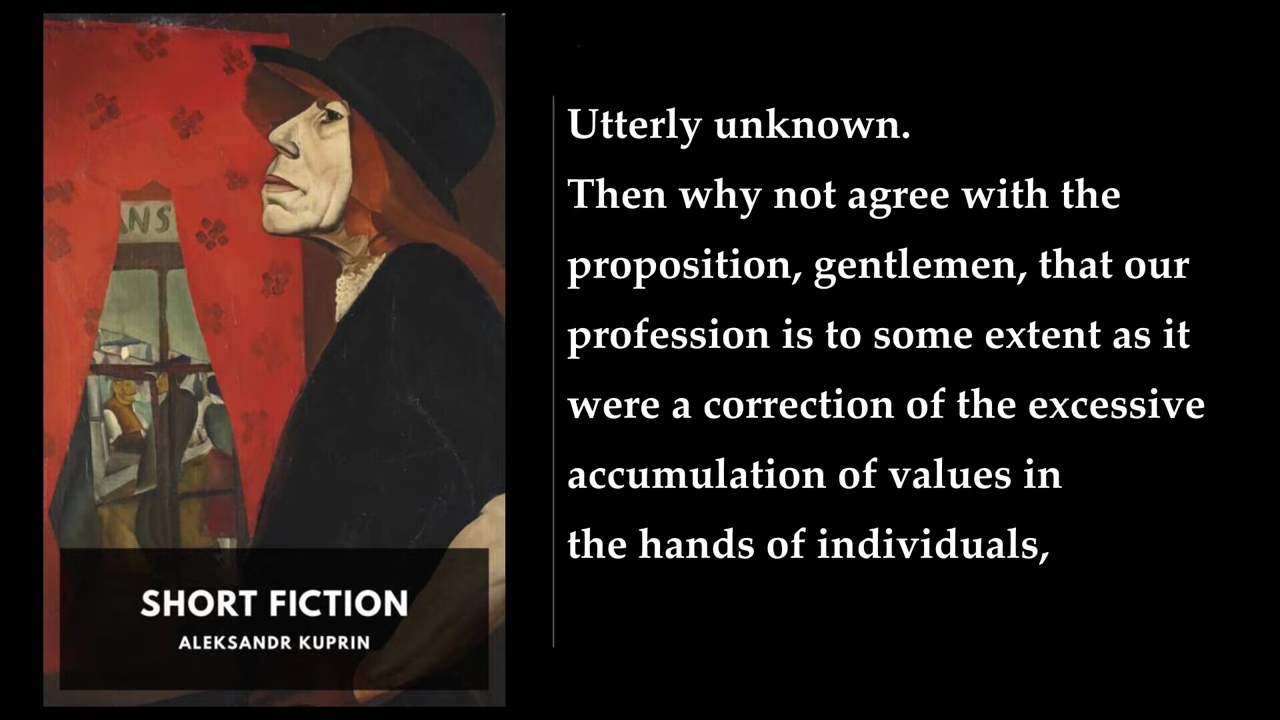 ANS
SHORT FICTION
ALEKSANDR KUPRIN
Utterly unknown.
Then why not agree with the
proposition, gentlemen, that our
profession is to some extent as it
were a correction of the excessive
accumulation of values in
the hands of individuals,